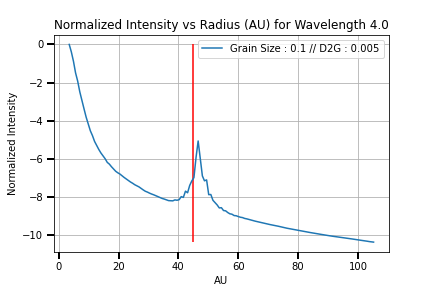 Normalized Intensity vs Radius (AU) for Wavelength 4.0
Grain Size : 0.1 // D2G : 0.005
Normalized Intensity
0
−2
−4
−6
−8
−10
0 20 40 60 80 100
AU